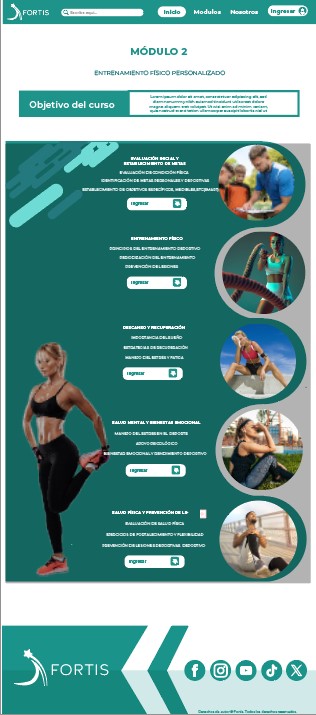 FORTIS
Escribe aquí...
Inicio
Módulos
Nosotros
Ingresar
MÓDULO 2
ENTRENAMIENTO FÍSICO PERSONALIZADO
Objetivo del curso
Lorem ipsum dolor sit amet, consectetuer adipiscing elit, sed
diam nonummy nibh euismod tincidunt ut laoreet dolore
magna aliquam erat volutpat. Ut wisi enim ad minim veniam,
quis nostrud exerci tation ullamcorper suscipit lobortis nisl ut
EVALUACIÓN INICIAL Y
ESTABLECIMIENTO DE METAS
EVALUACIÓN DE CONDICIÓN FÍSICA
IDENTIFICACIÓN DE METAS PERSONALES Y DEPORTIVAS
ESTABLECIMIENTO DE OBJETIVOS ESPECÍFICOS, MEDIBLES,
Ingresar
ENTRENAMIENTO FÍSICO
PRINCIPIOS DEL ENTRENAMIENTO DEPORTIVO
PERIODIZACIÓN DEL ENTRENAMIENTO
PREVENCIÓN DE LESIONES
Ingresar
DESCANSO Y RECUPERACIÓN
IMPORTANCIA DEL SUEÑO
ESTRATEGIAS DE RECUPERACIÓN
MANEJO DEL ESTRÉS Y FATIGA
Ingresar
SALUD MENTAL Y BIENESTAR EMOCIONAL
MANEJO DEL ESTRÉS EN EL DEPORTE
APOYO PSICOLÓGICO
BIENESTAR EMOCIONAL Y RENDIMIENTO DEPORTIVO
Ingresar
SALUD FÍSICA Y PREVENCIÓN DE LE-
EVALUACIÓN DE SALUD FÍSICA
EJERCICIOS DE FORTALECIMIENTO Y FLEXIBILIDAD
PREVENCIÓN DE LESIONES DEPORTIVAS
Ingresar
FORTIS
Derechos de autor @Fortis. Todos los derechos reservados.